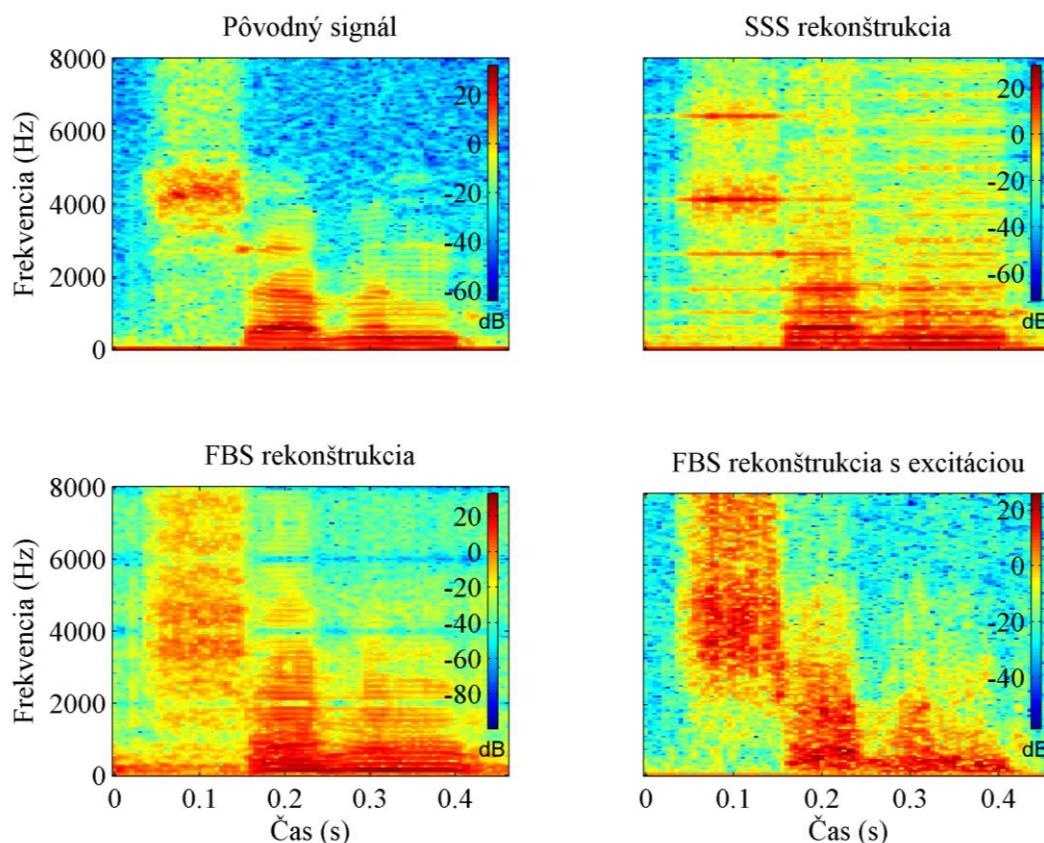 Pôvodný signál
SSS rekonštrukcia
8000
6000
4000
2000
0
Frekvencia (Hz)
20
0
-20
-40
-60
dB
20
0
-20
-40
-60
dB
FBS rekonštrukcia
FBS rekonštrukcia s excitáciou
8000
6000
4000
2000
0
Frekvencia (Hz)
20
0
-20
-40
-60
-80
dB
20
0
-20
-40
dB
0 0.1 0.2 0.3 0.4
Čas (s)
0 0.1 0.2 0.3 0.4
Čas (s)